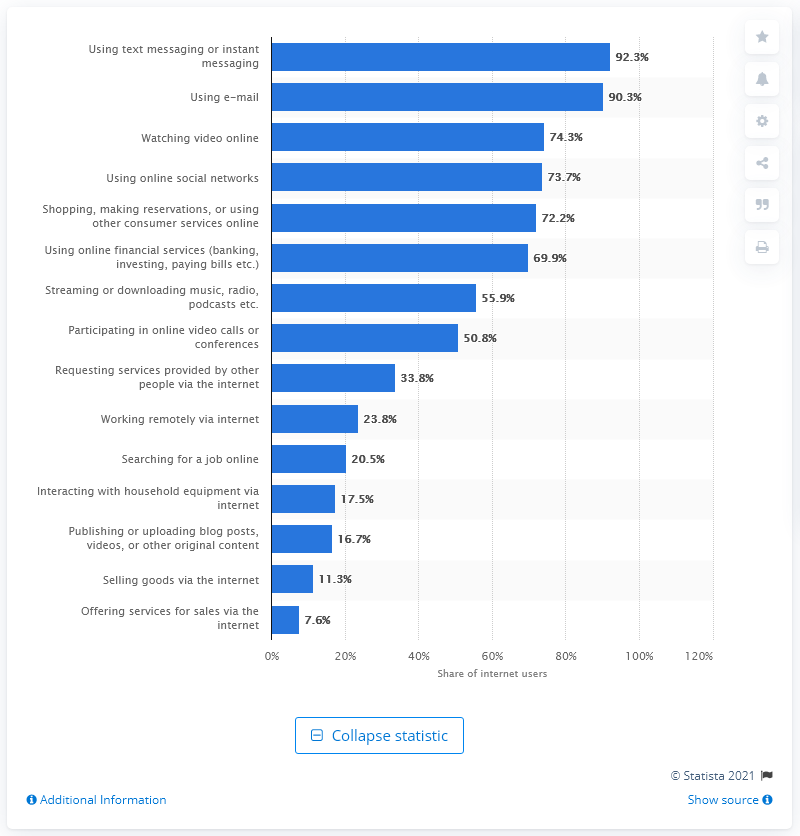 Using text messaging or instant
messaging
92.3%
Using e-mail
90.3%
Watching video online
74.3%
Using online social networks
73.7%
Shopping, making reservations, or using
other consumer services online
72.2%
Using online financial services (banking,
investing, paying bills etc.)
69.9%
Streaming or downloading music, radio,
podcasts etc.
55.9%
Participating in online video calls or
conferences
50.8%
Requesting services provided by other
people via the internet
33.8%
Working remotely via internet
23.8%
Searching for a job online
20.5%
Interacting with household equipment via
internet
17.5%
Publishing or uploading blog posts,
videos, or other original content
16.7%
Selling goods via the internet
11.3%
Offering services for sales via the
internet
7.6%
0% 20% 40% 60% 80% 100% 120%
Share of internet users
Collapse statistic
© Statista 2021
Additional Information
Show source